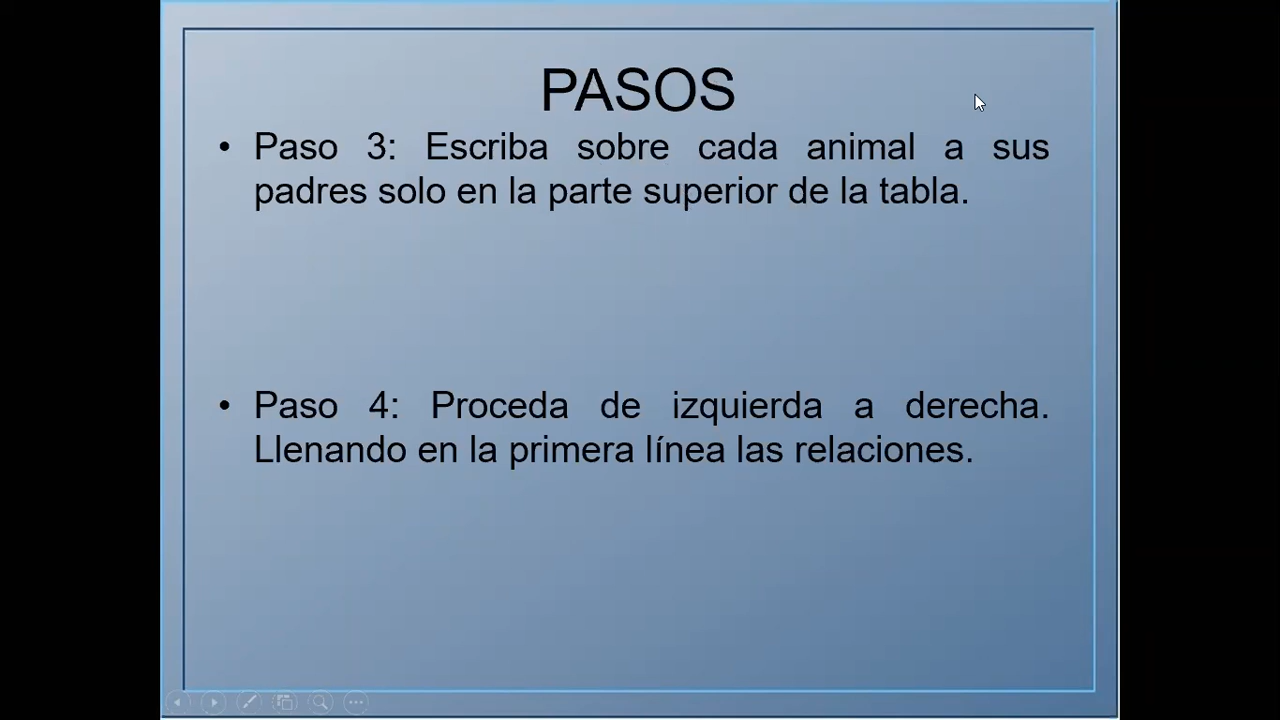 PASOS
• Paso 3: Escriba sobre cada animal a sus
padres solo en la parte superior de la tabla.
• Paso 4: Proceda de izquierda a derecha.
Llenando en la primera línea las relaciones.